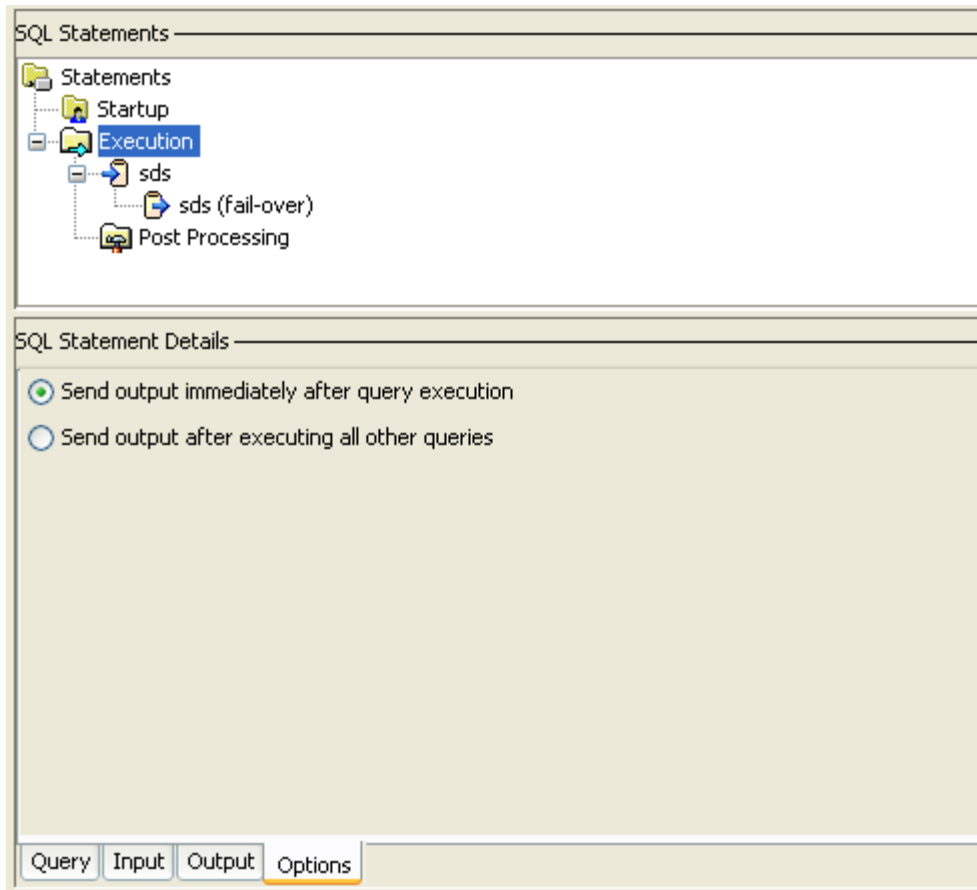 SQL Statements
Statements
Startup
Execution
sds
sds (fail-over)
Post Processing
SQL Statement Details
Send output immediately after query execution
Send output after executing all other queries
Query Input Output Options